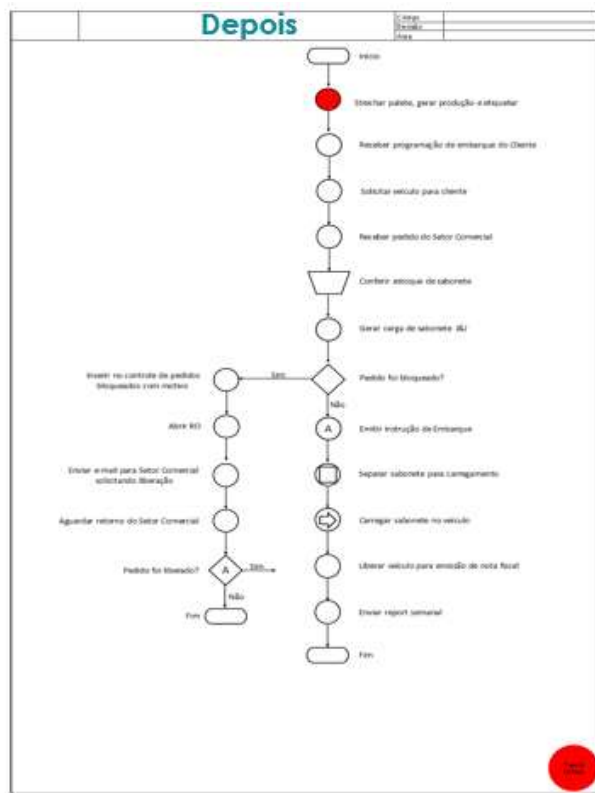 Depois
Código
Revisão
Área
Início
Strechar palete, gerar produção e etiquetar
Receber programação de embarque do Cliente
Solicitar veículo para cliente
Receber pedido do Setor Comercial
Conferir estoque de sabonete
Gerar carga de sabonete J&J
Inserir no controle de pedidos
bloqueados com motivo
Sim
Pedido foi bloqueado?
Não
Abrir RO
A
Emitir Instrução de Embarque
Enviar e-mail para Setor Comercial
solicitando liberação
Separar sabonete para carregamento
Aguardar retorno do Setor Comercial
Carregar sabonete no veículo
Pedido foi liberado?
A
Sim
Liberar veículo para emissão de nota fiscal
Não
Fim
Enviar report semanal
Fim